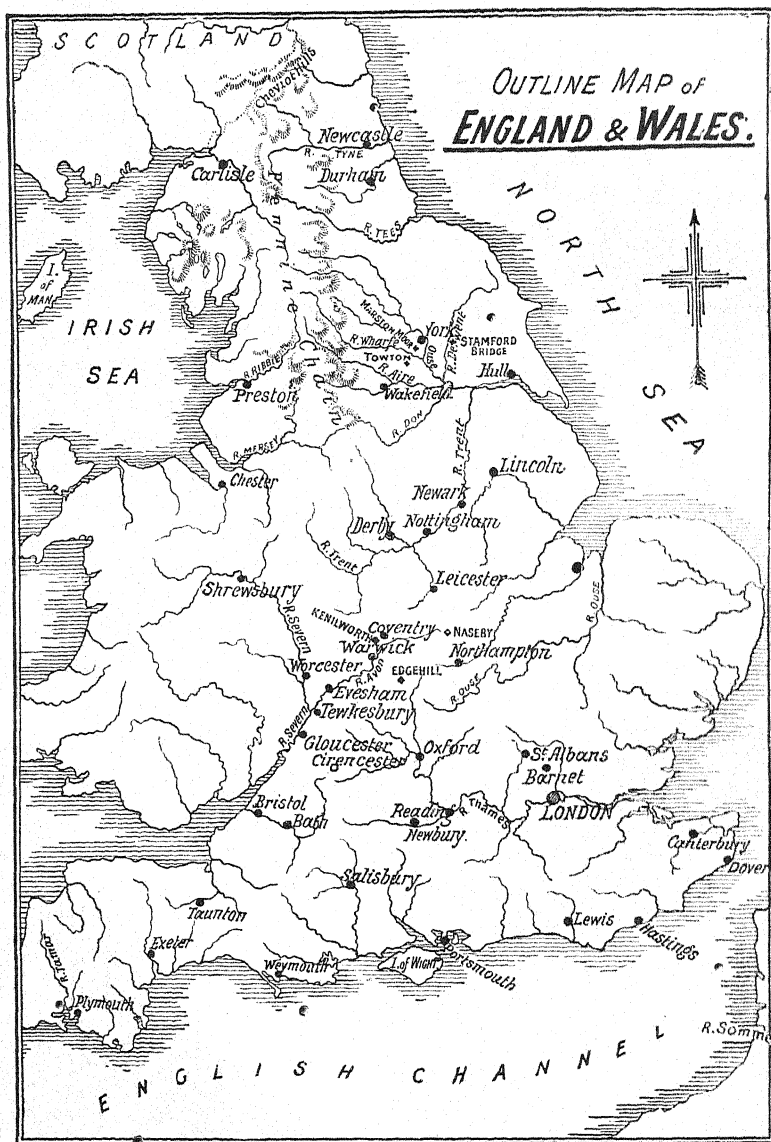 SCOTLAND
OUTLINE MAP of
ENGLAND & WALES.
Cheviot Hills
Newcastle
R. TYNE
Carlisle
Durham
Pennine Chain
R. TEES
NORTH SEA
I. of MAN
IRISH
SEA
MARSTON MOOR
York
R. Wharfe
TOWTON
Ouse
R. Derwent
STAMFORD
BRIDGE
R. Aire
Hull
R. RIBBLE
Preston
Wakefield
R. DON
R. MERSEY
R. Trent
Lincoln
Chester
Newark
Derby
Nottingham
R. Trent
Leicester
Shrewsbury
R. OUSE
R. Severn
KENILWORTH
Coventry
NASEBY
Warwick
Northampton
Worcester
R. Avon
EDGEHILL
R. OUSE
Evesham
Tewkesbury
R. Severn
Gloucester
Oxford
St. Albans
Cirencester
Barnet
LONDON
Bristol
Bath
Reading
R. Thames
Newbury.
Canterbury
Dover
Salisbury
Taunton
Lewis
Hastings
Exeter
Weymouth
I. of WIGHT
Portsmouth
R. Tamar
Plymouth
R. Somme
ENGLISH CHANNEL